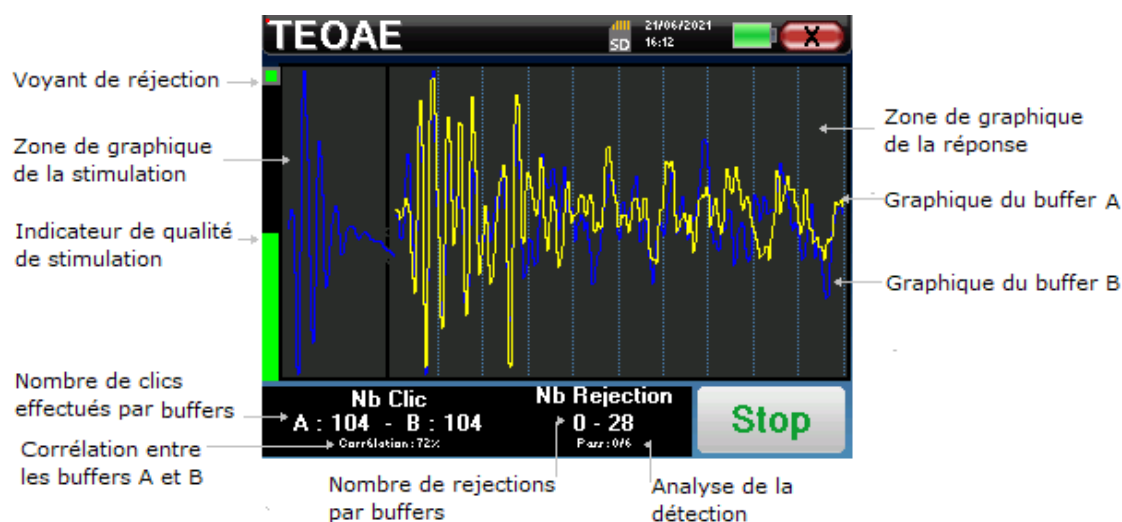 TEOAE
SD
21/06/2021
16:12
X
Voyant de réjection
Zone de graphique
de la stimulation
Indicateur de qualité
de stimulation
Zone de graphique
de la réponse
Graphique du buffer A
Graphique du buffer B
Nombre de clics
effectués par buffers
Corrélation entre
les buffers A et B
Nb Clic
A : 104 - B : 104
Corrélation : 72%
Nb Rejection
0 - 28
Pass : 0/6
Stop
Nombre de rejections
par buffers
Analyse de la
détection